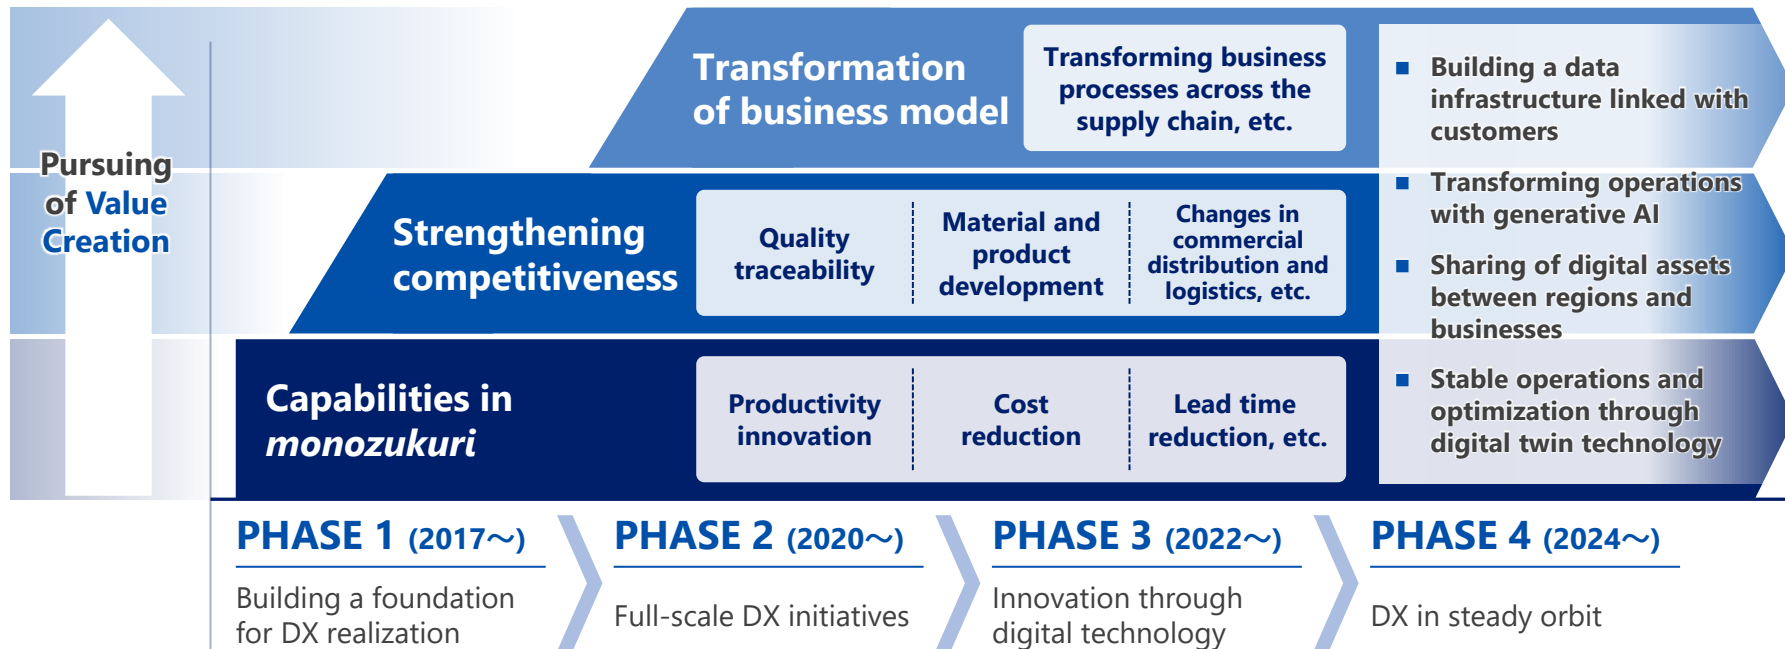 Pursuing
of Value
Creation
Transformation
of business model
Transforming business
processes across the
supply chain, etc.
Strengthening
competitiveness
Quality
traceability
Material and
product
development
Changes in
commercial
distribution and
logistics, etc.
Capabilities in
monozukuri
Productivity
innovation
Cost
reduction
Lead time
reduction, etc.
■ Building a data
infrastructure linked with
customers
■ Transforming operations
with generative AI
■ Sharing of digital assets
between regions and
businesses
■ Stable operations and
optimization through
digital twin technology
PHASE 1 (2017～)
Building a foundation
for DX realization
PHASE 2 (2020～)
Full-scale DX initiatives
PHASE 3 (2022～)
Innovation through
digital technology
PHASE 4 (2024～)
DX in steady orbit